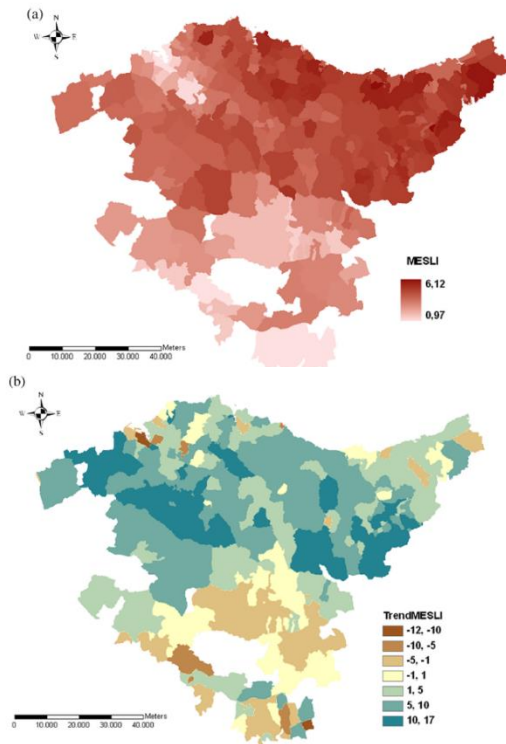 (a)
N
W E
S
MESLI
6,12
0,97
Meters
0 10.000 20.000 30.000 40.000
(b)
N
W E
S
TrendMESLI
-12, -10
-10, -5
-5, -1
-1, 1
1, 5
5, 10
10, 17
Meters
0 10.000 20.000 30.000 40.000